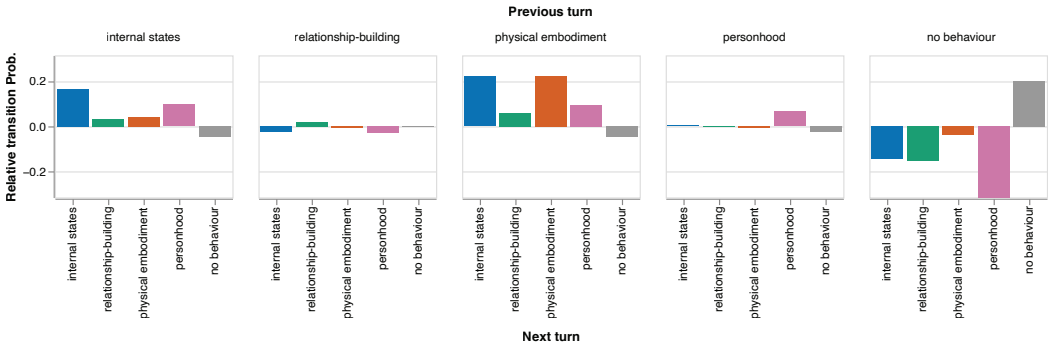 Previous turn
internal states
relationship-building
physical embodiment
personhood
no behaviour
Relative transition Prob.
0.2
0.0
−0.2
internal states
relationship-building
physical embodiment
personhood
no behaviour
internal states
relationship-building
physical embodiment
personhood
no behaviour
internal states
relationship-building
physical embodiment
personhood
no behaviour
internal states
relationship-building
physical embodiment
personhood
no behaviour
internal states
relationship-building
physical embodiment
personhood
no behaviour
Next turn